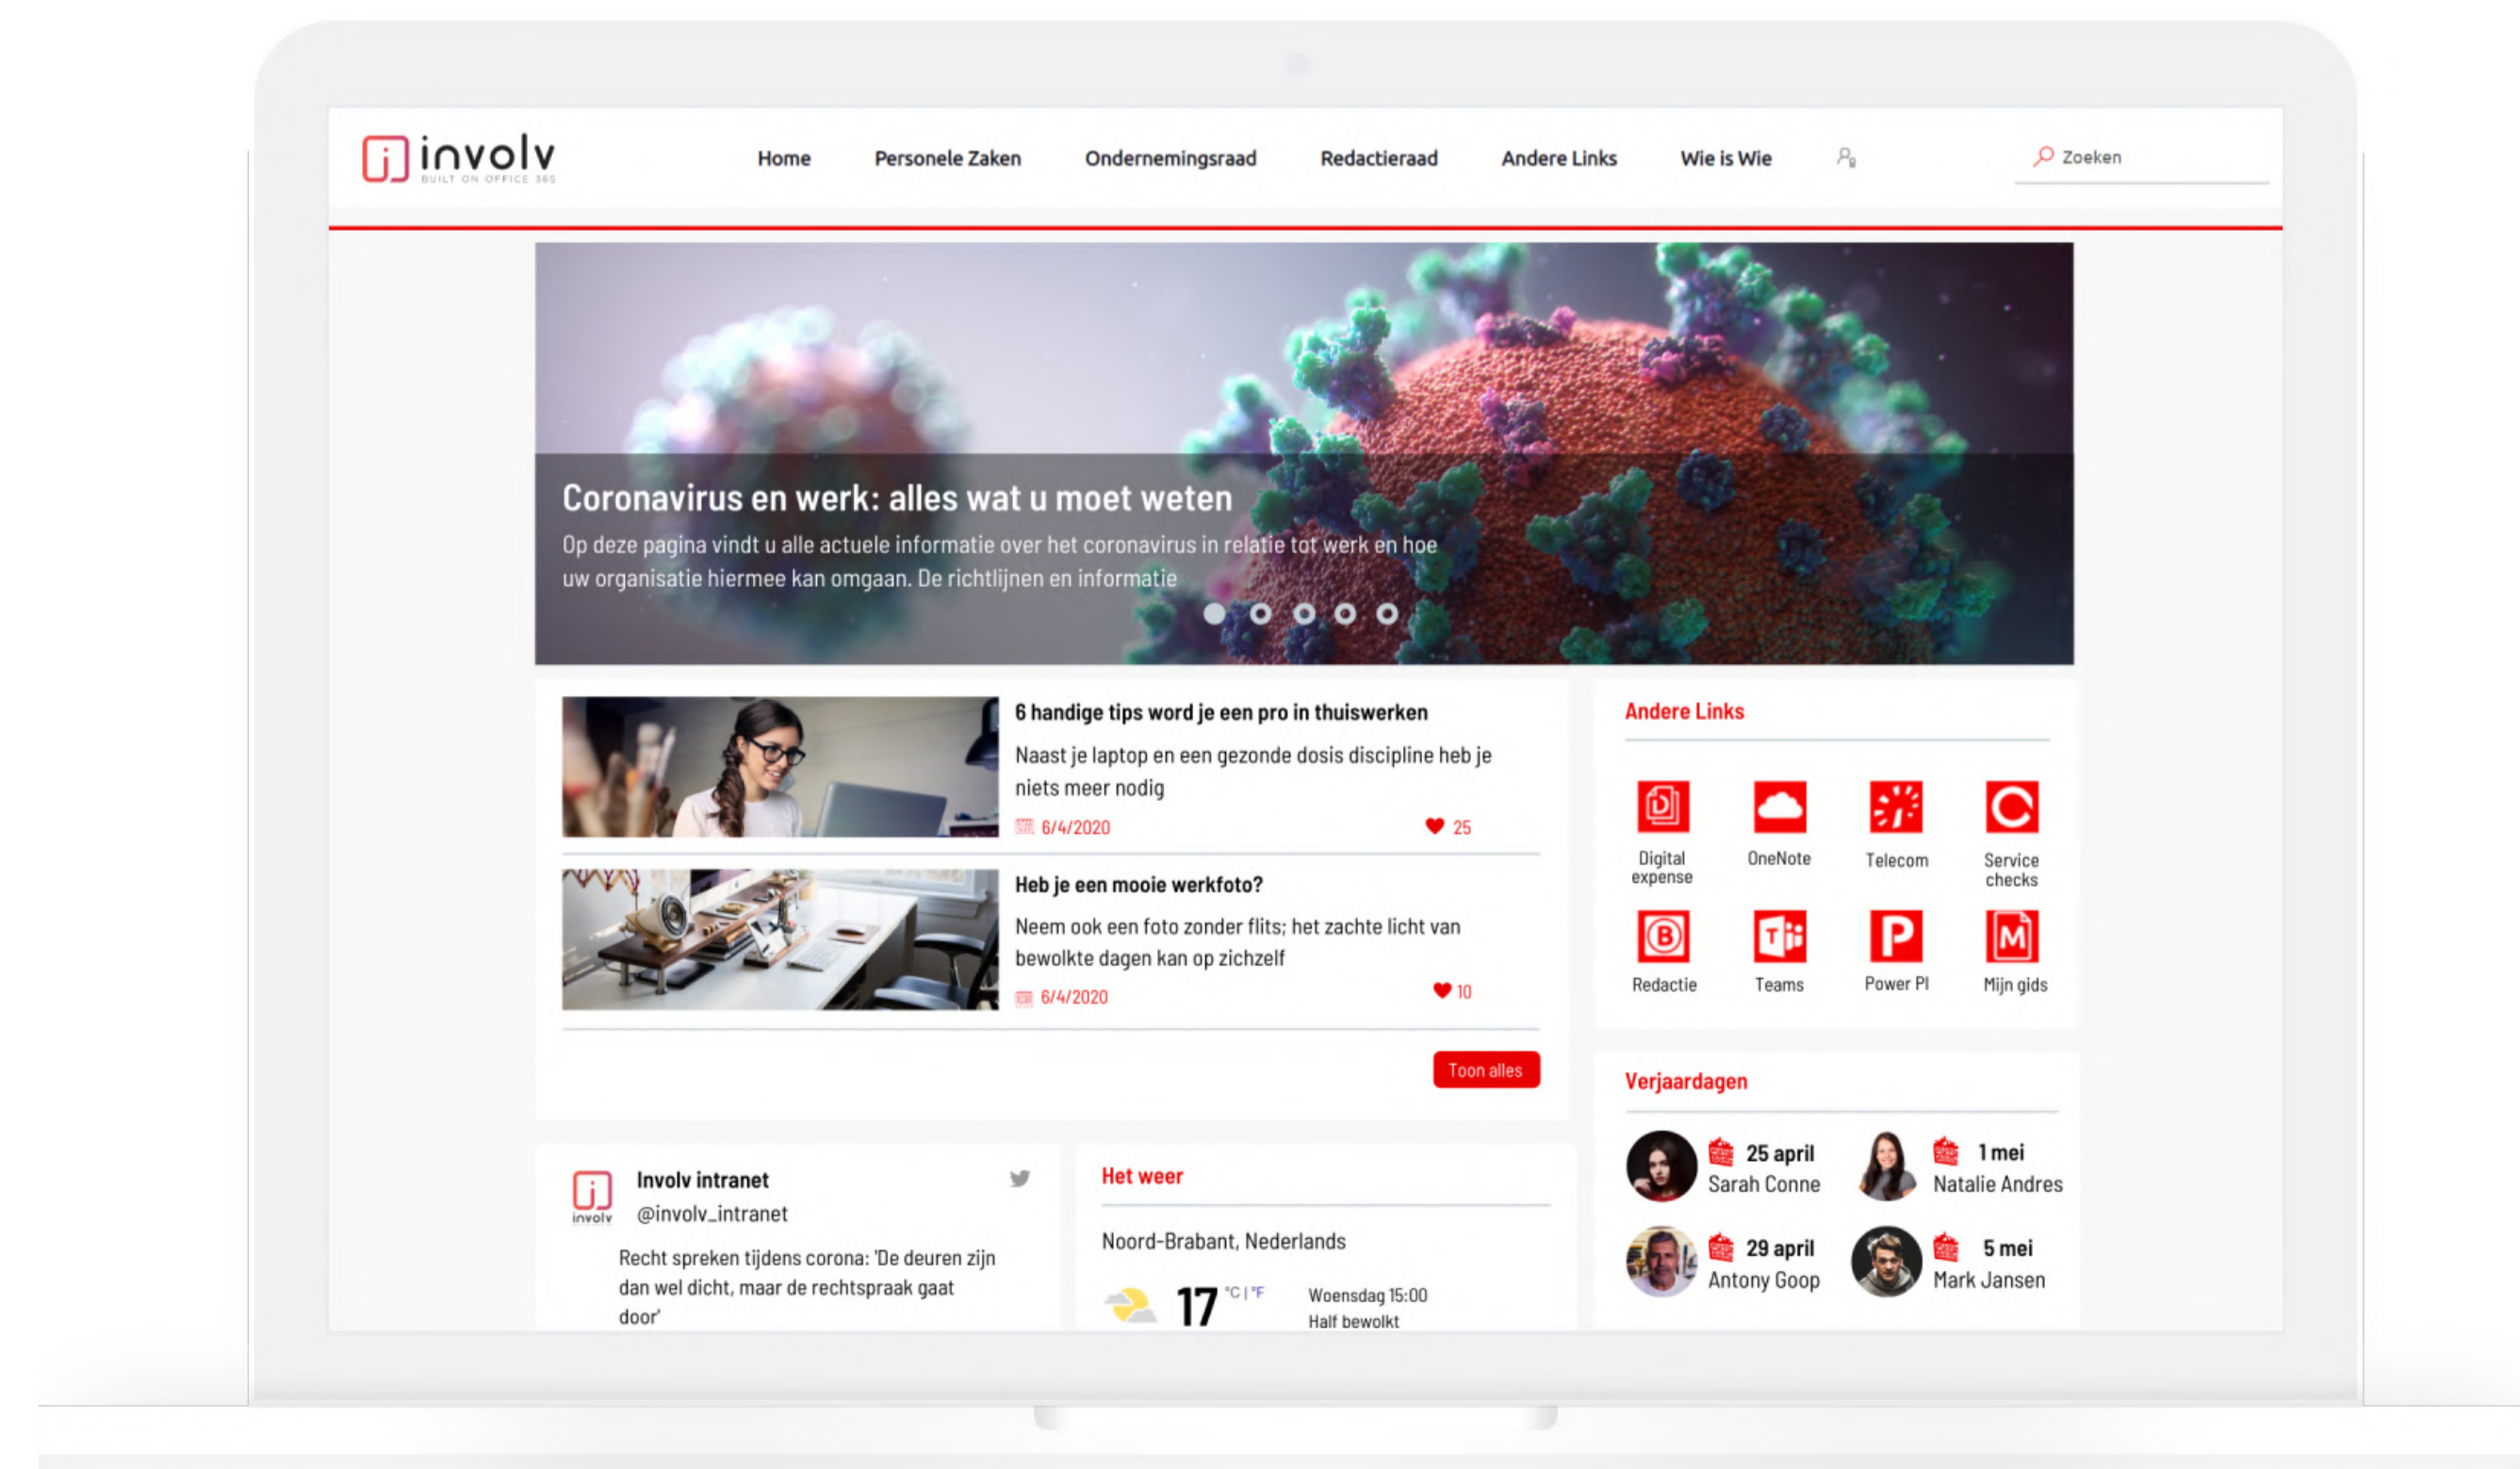 involv
BUILT ON OFFICE 365
Home
Personele Zaken
Ondernemingsraad
Redactieraad
Andere Links
Wie is Wie
Zoeken
Coronavirus en werk: alles wat u moet weten
Op deze pagina vindt u alle actuele informatie over het coronavirus in relatie tot werk en hoe
uw organisatie hiermee kan omgaan. De richtlijnen en informatie
6 handige tips word je een pro in thuiswerken
Naast je laptop en een gezonde dosis discipline heb je
niets meer nodig
6/4/2020
25
Heb je een mooie werkfoto?
Neem ook een foto zonder flits; het zachte licht van
bewolkte dagen kan op zichzelf
6/4/2020
10
Toon alles
Andere Links
Digital
expense
OneNote
Telecom
Service
checks
Redactie
Teams
Power PI
Mijn gids
Verjaardagen
25 april
Sarah Conne
1 mei
Natalie Andres
29 april
Antony Goop
5 mei
Mark Jansen
involv
Involv intranet
@involv_intranet
Recht spreken tijdens corona: 'De deuren zijn
dan wel dicht, maar de rechtspraak gaat
door'
Het weer
Noord-Brabant, Nederlands
17 °C | °F
Woensdag 15:00
Half bewolkt